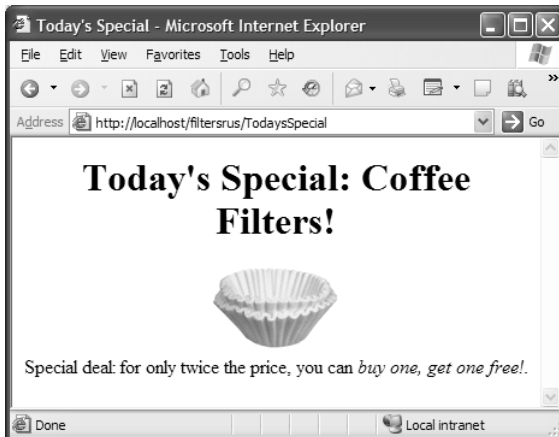 Today's Special - Microsoft Internet Explorer
File Edit View Favorites Tools Help
Address http://localhost/filtersrus/TodaysSpecial Go
Today's Special: Coffee
Filters!
Special deal: for only twice the price, you can buy one, get one free!.
Done Local intranet